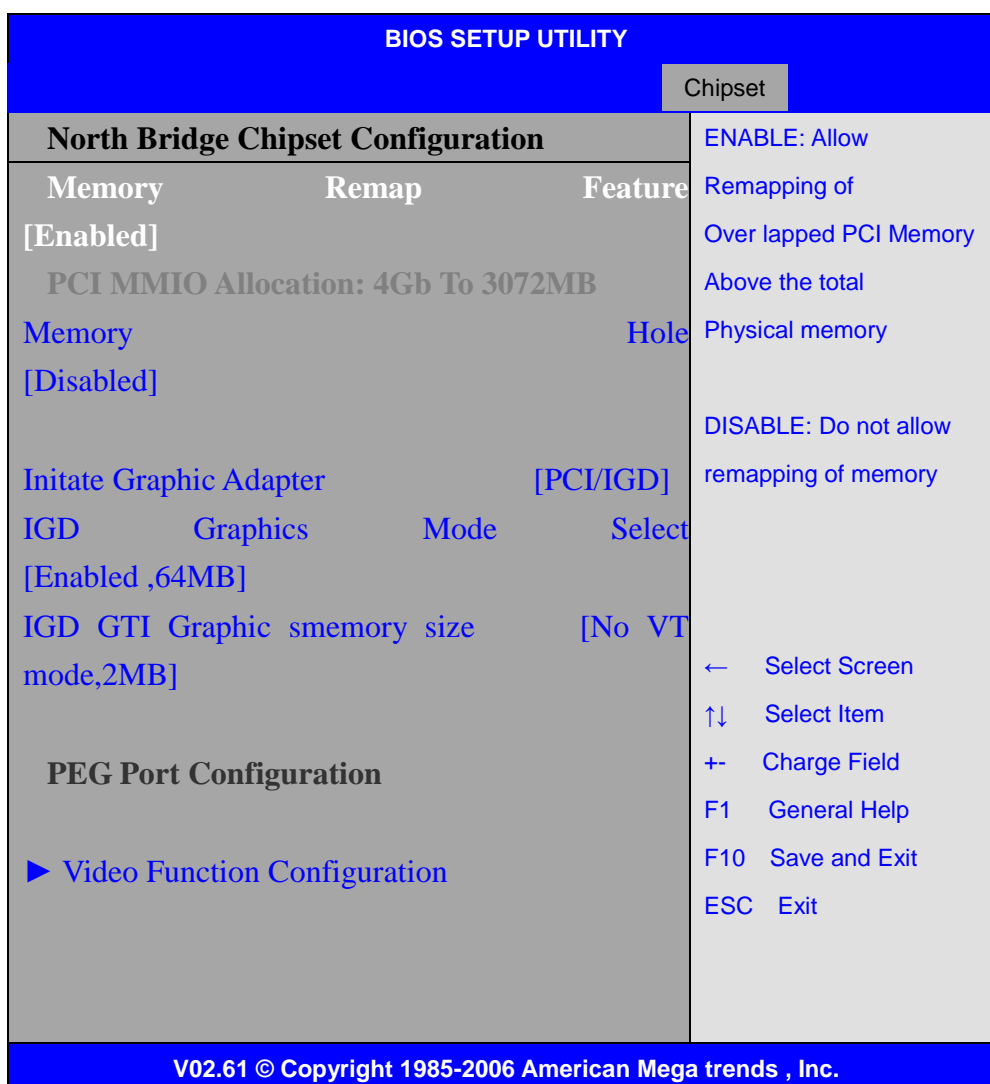 BIOS SETUP UTILITY
Chipset
North Bridge Chipset Configuration
Memory Remap Feature
[Enabled]
PCI MMIO Allocation: 4Gb To 3072MB
Memory Hole
[Disabled]
Initate Graphic Adapter [PCI/IGD]
IGD Graphics Mode Select
[Enabled ,64MB]
IGD GTI Graphic smemory size [No VT
mode,2MB]
PEG Port Configuration
► Video Function Configuration
ENABLE: Allow
Remapping of
Over lapped PCI Memory
Above the total
Physical memory
DISABLE: Do not allow
remapping of memory
← Select Screen
↑↓ Select Item
+- Charge Field
F1 General Help
F10 Save and Exit
ESC Exit
V02.61 © Copyright 1985-2006 American Mega trends , Inc.